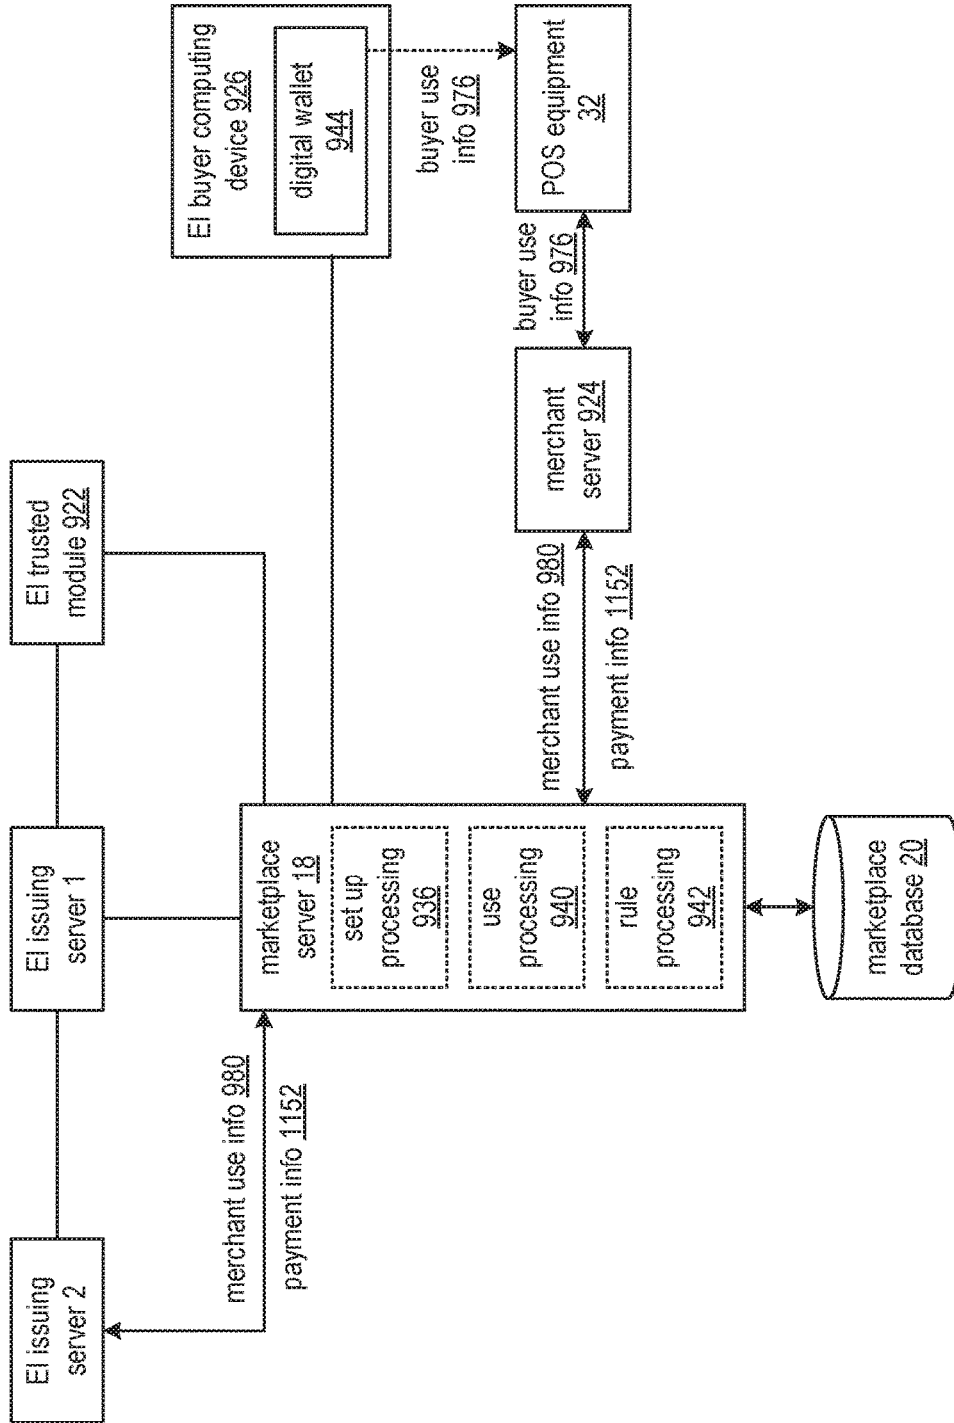 EI issuing
server 2
EI issuing
server 1
EI trusted
module 922
merchant use info 980
payment info 1152
marketplace
server 18
set up
processing
936
use
processing
940
rule
processing
942
marketplace
database 20
EI buyer computing
device 926
digital wallet
944
buyer use
info 976
merchant use info 980
payment info 1152
merchant
server 924
buyer use
info 976
POS equipment
32